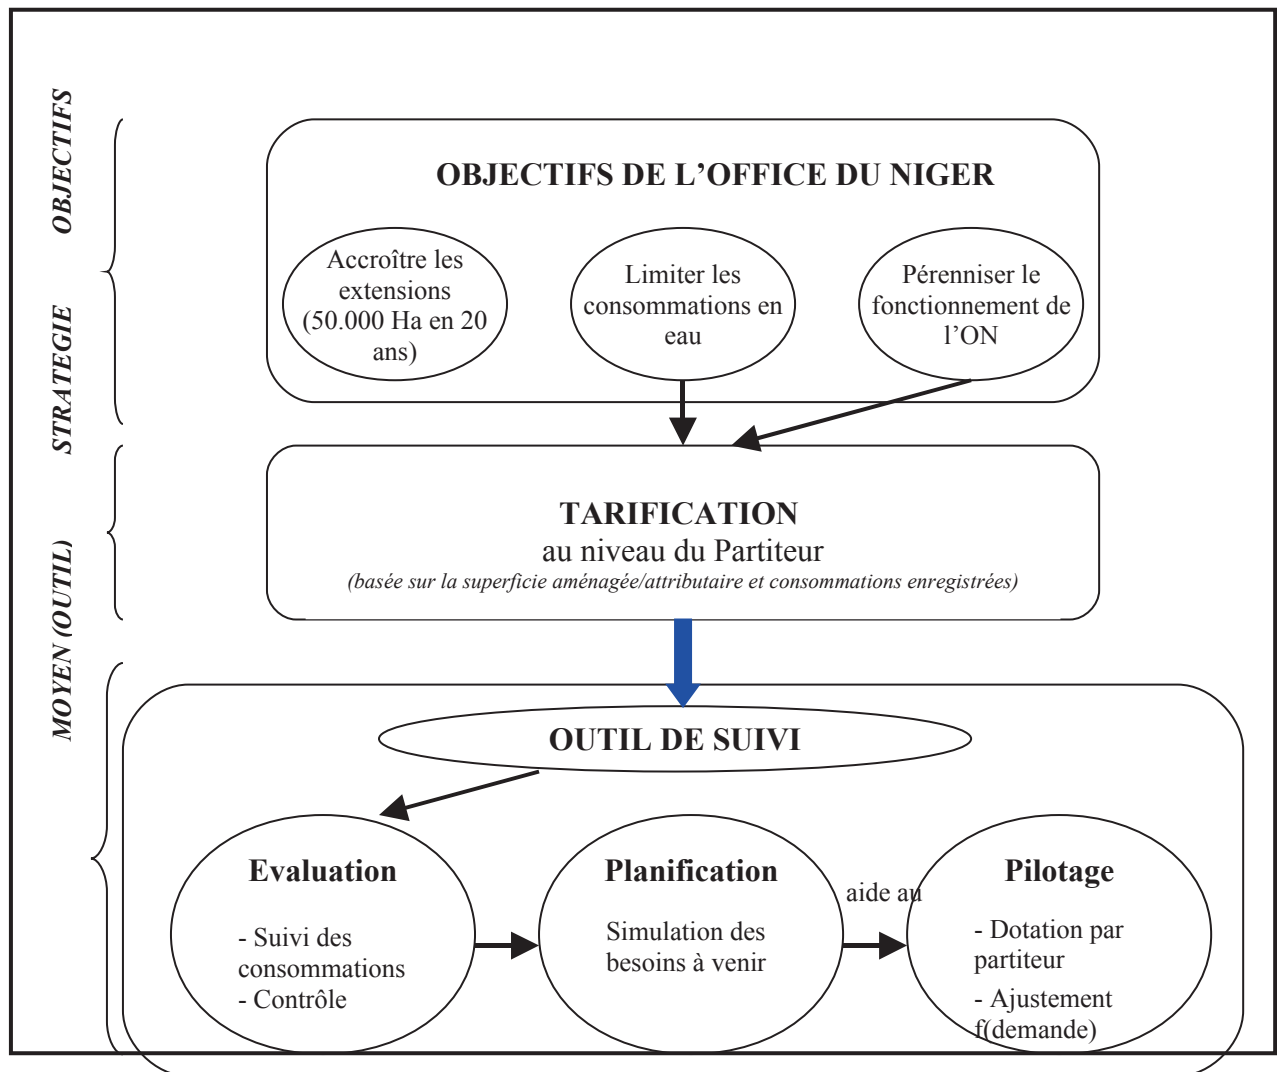 OBJECTIFS
OBJECTIFS DE L’OFFICE DU NIGER
Accroître les
extensions
(50.000 Ha en 20
ans)
Limiter les
consommations en
eau
Pérenniser le
fonctionnement de
l’ON
STRATEGIE
TARIFICATION
au niveau du Partiteur
(basée sur la superficie aménagée/attributaire et consommations enregistrées)
MOYEN (OUTIL)
OUTIL DE SUIVI
Evaluation
- Suivi des
consommations
- Contrôle
Planification
Simulation des
besoins à venir
aide au
Pilotage
- Dotation par
partiteur
- Ajustement
f(demande)